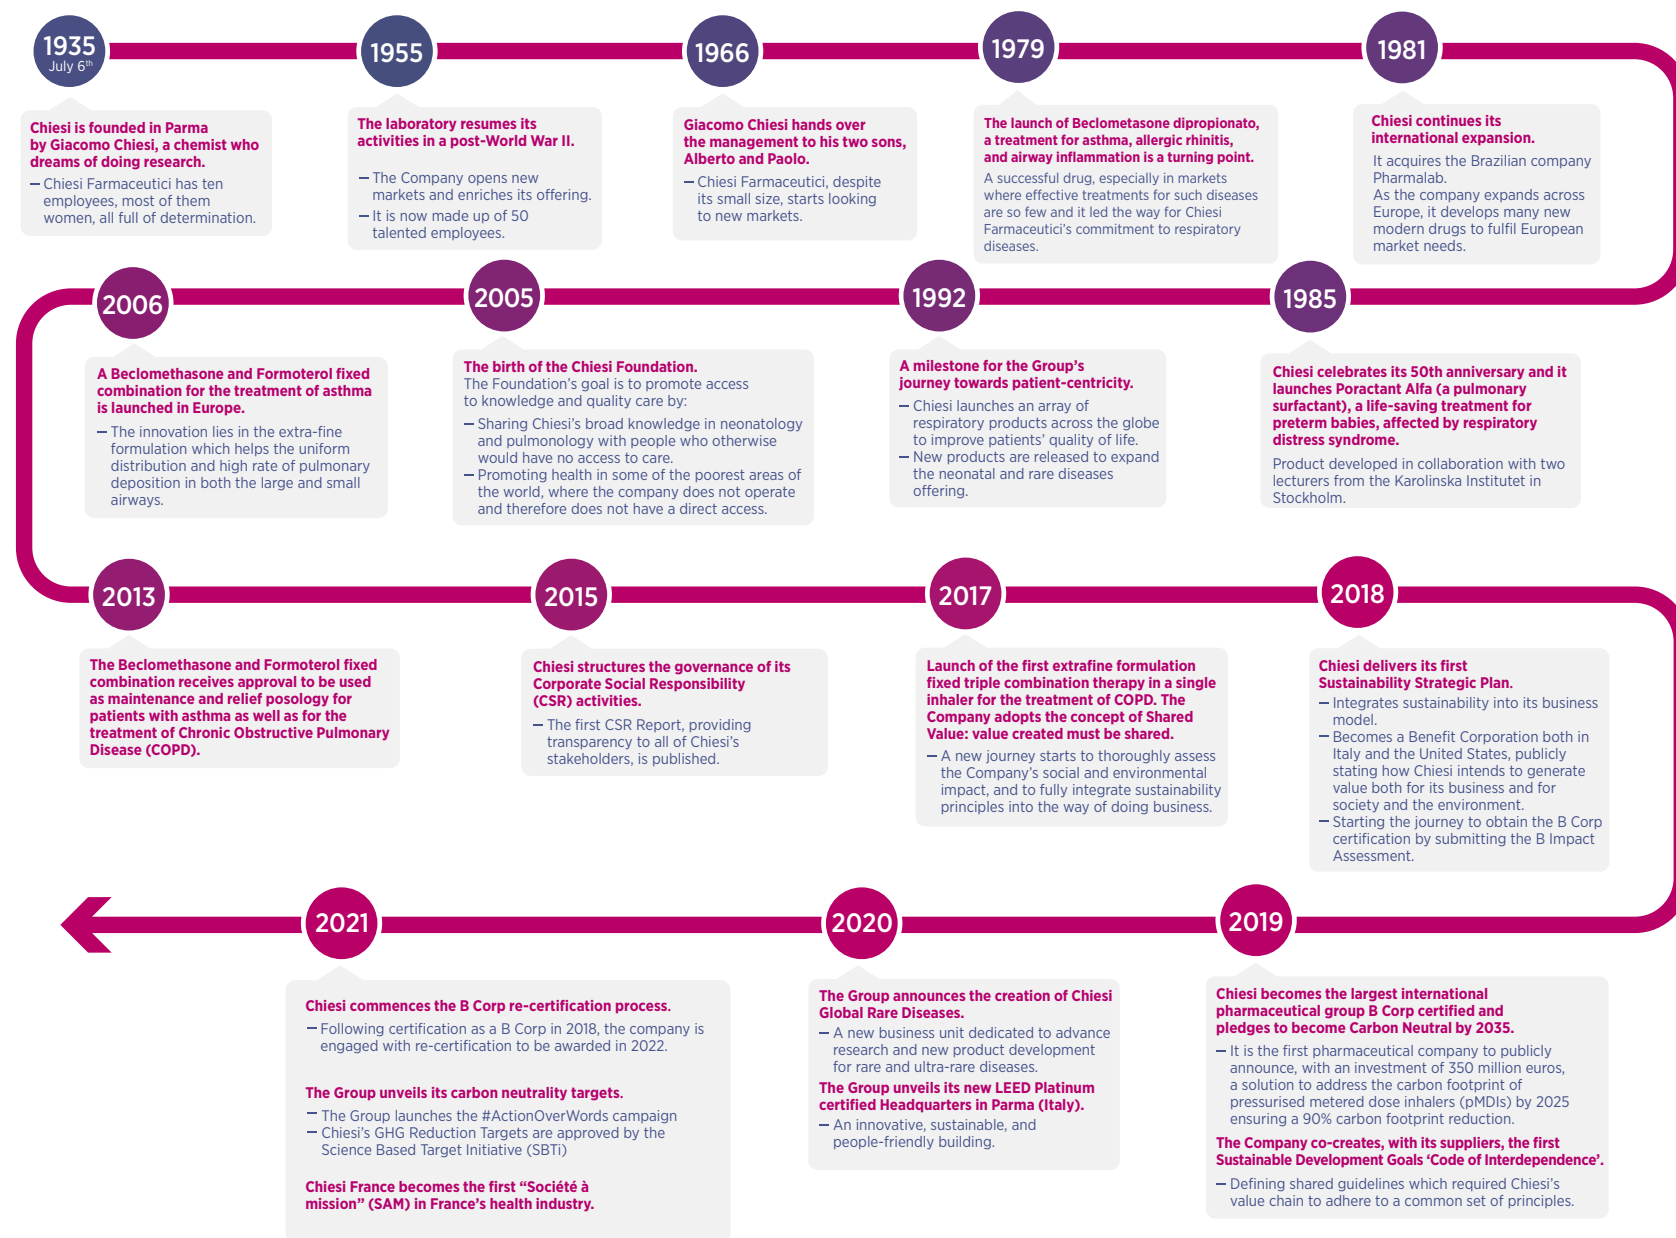 1935
July 6th
Chiesi is founded in Parma
by Giacomo Chiesi, a chemist who
dreams of doing research.
— Chiesi Farmaceutici has ten
employees, most of them
women, all full of determination.
1955
The laboratory resumes its
activities in a post-World War II.
— The Company opens new
markets and enriches its offering.
— It is now made up of 50
talented employees.
1966
Giacomo Chiesi hands over
the management to his two sons,
Alberto and Paolo.
— Chiesi Farmaceutici, despite
its small size, starts looking
to new markets.
1979
The launch of Beclometasone dipropionato,
a treatment for asthma, allergic rhinitis,
and airway inflammation is a turning point.
A successful drug, especially in markets
where effective treatments for such diseases
are so few and it led the way for Chiesi
Farmaceutici's commitment to respiratory
diseases.
1981
Chiesi continues its
international expansion.
It acquires the Brazilian company
Pharmalab.
As the company expands across
Europe, it develops many new
modern drugs to fulfil European
market needs.
1985
Chiesi celebrates its 50th anniversary and it
launches Poractant Alfa (a pulmonary
surfactant), a life-saving treatment for
preterm babies, affected by respiratory
distress syndrome.
Product developed in collaboration with two
lecturers from the Karolinska Institutet in
Stockholm.
1992
A milestone for the Group's
journey towards patient-centricity.
— Chiesi launches an array of
respiratory products across the globe
to improve patients' quality of life.
— New products are released to expand
the neonatal and rare diseases
offering.
2005
The birth of the Chiesi Foundation.
The Foundation's goal is to promote access
to knowledge and quality care by:
— Sharing Chiesi's broad knowledge in neonatology
and pulmonology with people who otherwise
would have no access to care.
— Promoting health in some of the poorest areas of
the world, where the company does not operate
and therefore does not have a direct access.
2006
A Beclomethasone and Formoterol fixed
combination for the treatment of asthma
is launched in Europe.
— The innovation lies in the extra-fine
formulation which helps the uniform
distribution and high rate of pulmonary
deposition in both the large and small
airways.
2013
The Beclomethasone and Formoterol fixed
combination receives approval to be used
as maintenance and relief posology for
patients with asthma as well as for the
treatment of Chronic Obstructive Pulmonary
Disease (COPD).
2015
Chiesi structures the governance of its
Corporate Social Responsibility
(CSR) activities.
— The first CSR Report, providing
transparency to all of Chiesi's
stakeholders, is published.
2017
Launch of the first extrafine formulation
fixed triple combination therapy in a single
inhaler for the treatment of COPD. The
Company adopts the concept of Shared
Value: value created must be shared.
— A new journey starts to thoroughly assess
the Company's social and environmental
impact, and to fully integrate sustainability
principles into the way of doing business.
2018
Chiesi delivers its first
Sustainability Strategic Plan.
— Integrates sustainability into its business
model.
— Becomes a Benefit Corporation both in
Italy and the United States, publicly
stating how Chiesi intends to generate
value both for its business and for
society and the environment.
— Starting the journey to obtain the B Corp
certification by submitting the B Impact
Assessment.
2019
Chiesi becomes the largest international
pharmaceutical group B Corp certified and
pledges to become Carbon Neutral by 2035.
— It is the first pharmaceutical company to publicly
announce, with an investment of 350 million euros,
a solution to address the carbon footprint of
pressurised metered dose inhalers (pMDIs) by 2025
ensuring a 90% carbon footprint reduction.
The Company co-creates, with its suppliers, the first
Sustainable Development Goals ‘Code of Interdependence’.
— Defining shared guidelines which required Chiesi's
value chain to adhere to a common set of principles.
2020
The Group announces the creation of Chiesi
Global Rare Diseases.
— A new business unit dedicated to advance
research and new product development
for rare and ultra-rare diseases.
The Group unveils its new LEED Platinum
certified Headquarters in Parma (Italy).
— An innovative, sustainable, and
people-friendly building.
2021
Chiesi commences the B Corp re-certification process.
— Following certification as a B Corp in 2018, the company is
engaged with re-certification to be awarded in 2022.
The Group unveils its carbon neutrality targets.
— The Group launches the #ActionOverWords campaign
— Chiesi's GHG Reduction Targets are approved by the
Science Based Target Initiative (SBTi)
Chiesi France becomes the first “Société à
mission” (SAM) in France's health industry.